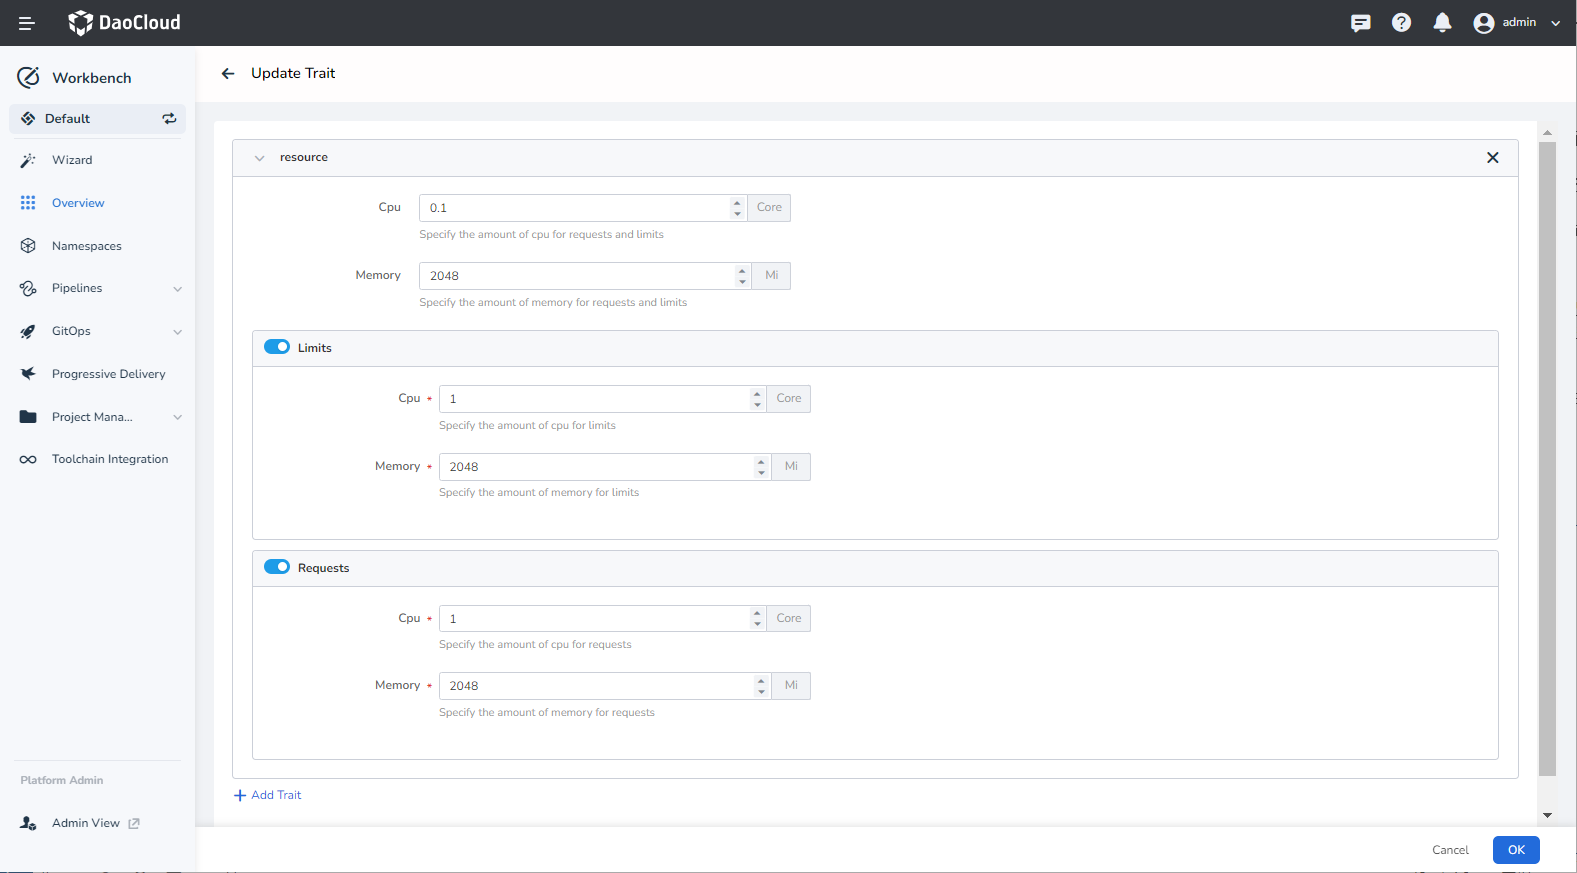 DaoCloud
admin
Workbench
Default
Wizard
Overview
Namespaces
Pipelines
GitOps
Progressive Delivery
Project Mana...
Toolchain Integration
Platform Admin
Admin View
Update Trait
resource
Cpu 0.1 Core
Specify the amount of cpu for requests and limits
Memory 2048 Mi
Specify the amount of memory for requests and limits
Limits
Cpu * 1 Core
Specify the amount of cpu for limits
Memory * 2048 Mi
Specify the amount of memory for limits
Requests
Cpu * 1 Core
Specify the amount of cpu for requests
Memory * 2048 Mi
Specify the amount of memory for requests
+ Add Trait
Cancel OK